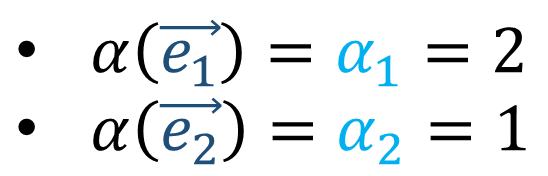 • α(e₁⃗) = α₁ = 2
• α(e₂⃗) = α₂ = 1